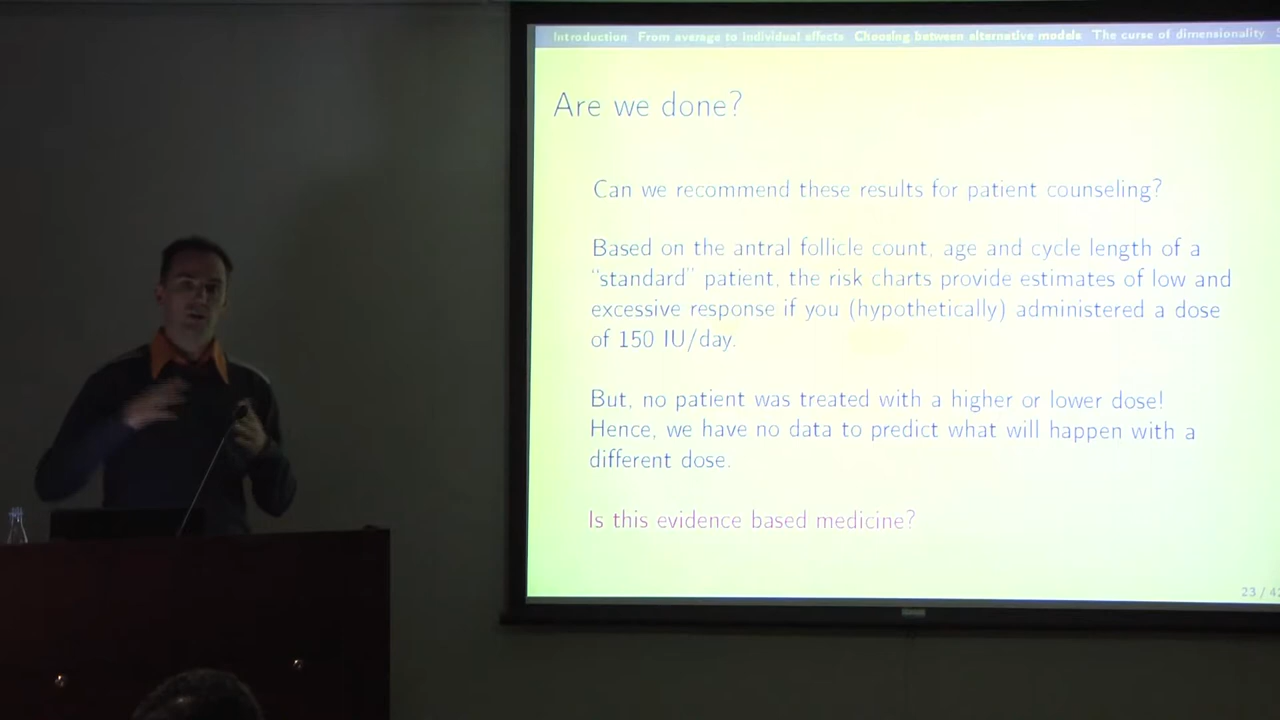 Introduction From average to individual effects Choosing between alternative models The curse of dimensionality
Are we done?
Can we recommend these results for patient counseling?
Based on the antral follicle count, age and cycle length of a
“standard” patient, the risk charts provide estimates of low and
excessive response if you (hypothetically) administered a dose
of 150 IU/day.
But, no patient was treated with a higher or lower dose!
Hence, we have no data to predict what will happen with a
different dose.
Is this evidence based medicine?
23 / 42